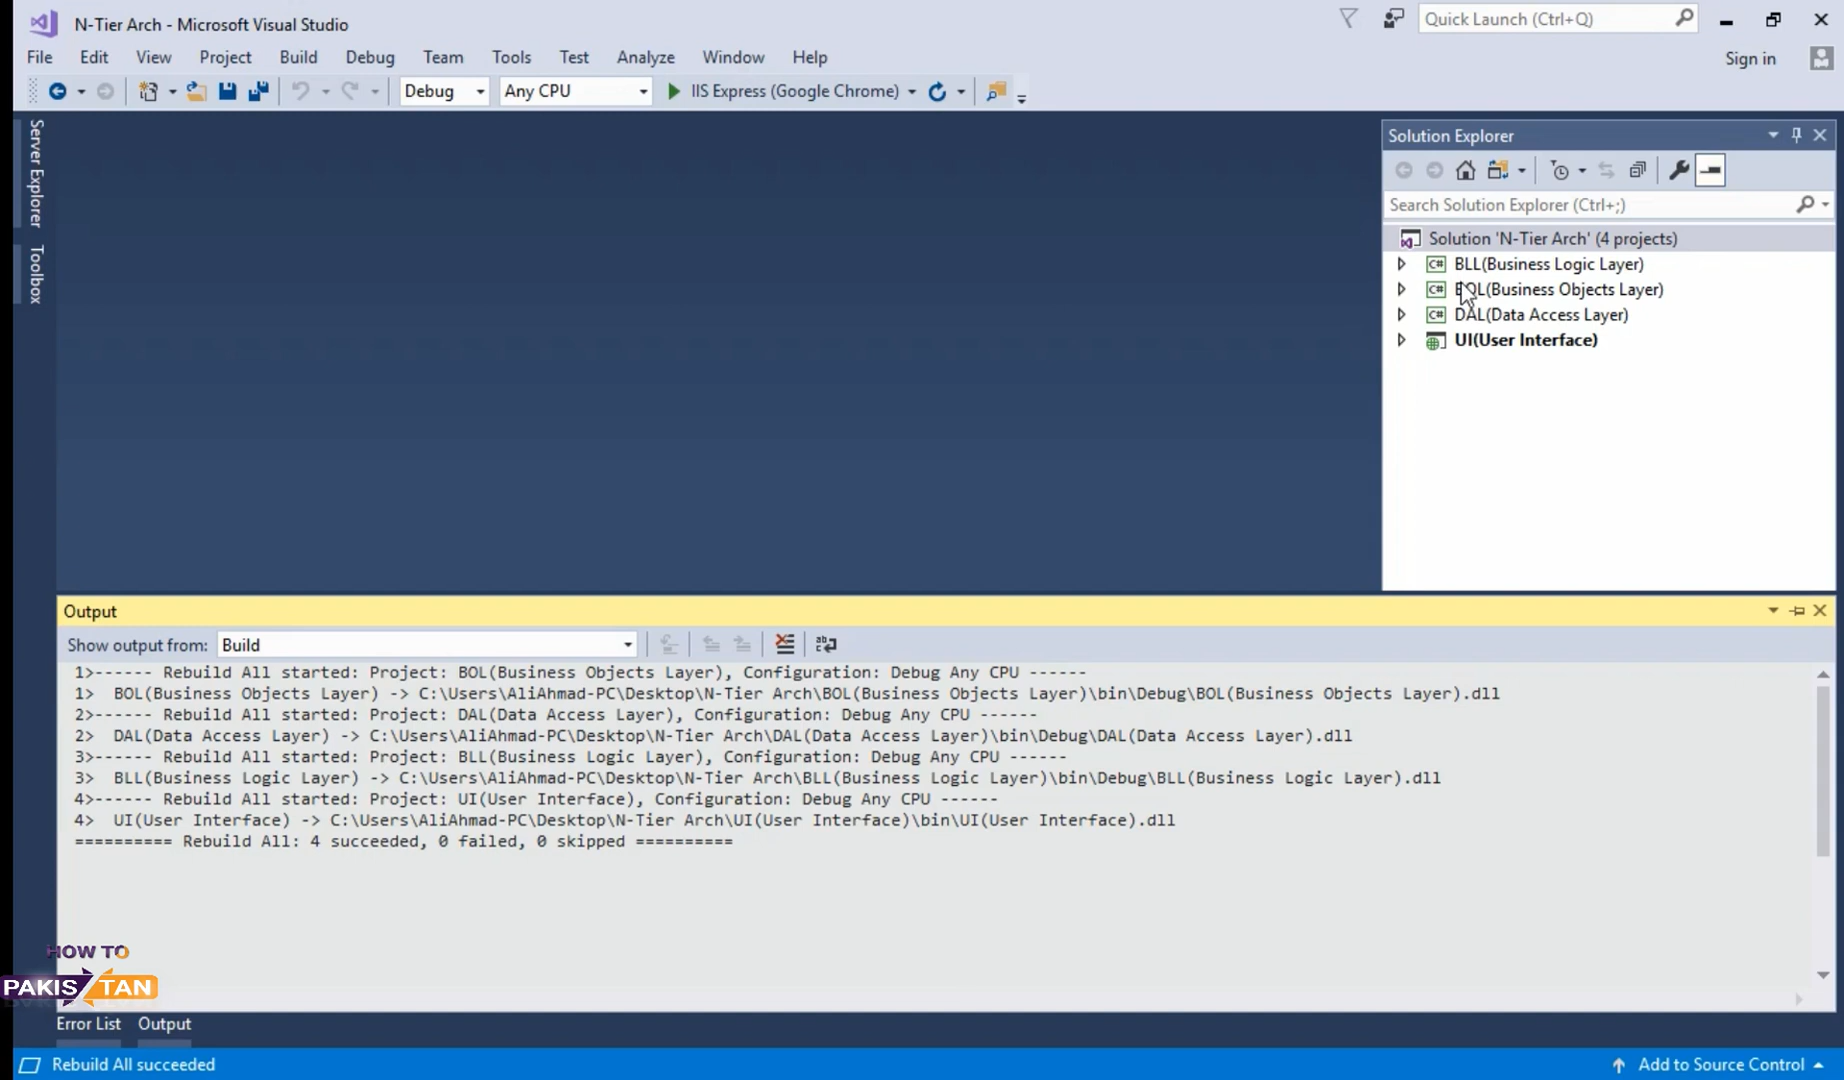 N-Tier Arch - Microsoft Visual Studio
Quick Launch (Ctrl+Q)
File Edit View Project Build Debug Team Tools Test Analyze Window Help
Sign in
Debug Any CPU IIS Express (Google Chrome)
Server Explorer
Toolbox
Solution Explorer
Search Solution Explorer (Ctrl+;)
Solution 'N-Tier Arch' (4 projects)
BLL(Business Logic Layer)
BOL(Business Objects Layer)
DAL(Data Access Layer)
UI(User Interface)
Output
Show output from: Build
1>------ Rebuild All started: Project: BOL(Business Objects Layer), Configuration: Debug Any CPU ------
1>  BOL(Business Objects Layer) -> C:\Users\AliAhmad-PC\Desktop\N-Tier Arch\BOL(Business Objects Layer)\bin\Debug\BOL(Business Objects Layer).dll
2>------ Rebuild All started: Project: DAL(Data Access Layer), Configuration: Debug Any CPU ------
2>  DAL(Data Access Layer) -> C:\Users\AliAhmad-PC\Desktop\N-Tier Arch\DAL(Data Access Layer)\bin\Debug\DAL(Data Access Layer).dll
3>------ Rebuild All started: Project: BLL(Business Logic Layer), Configuration: Debug Any CPU ------
3>  BLL(Business Logic Layer) -> C:\Users\AliAhmad-PC\Desktop\N-Tier Arch\BLL(Business Logic Layer)\bin\Debug\BLL(Business Logic Layer).dll
4>------ Rebuild All started: Project: UI(User Interface), Configuration: Debug Any CPU ------
4>  UI(User Interface) -> C:\Users\AliAhmad-PC\Desktop\N-Tier Arch\UI(User Interface)\bin\UI(User Interface).dll
========== Rebuild All: 4 succeeded, 0 failed, 0 skipped ==========
HOW TO
PAKISTAN
Error List Output
Rebuild All succeeded
Add to Source Control